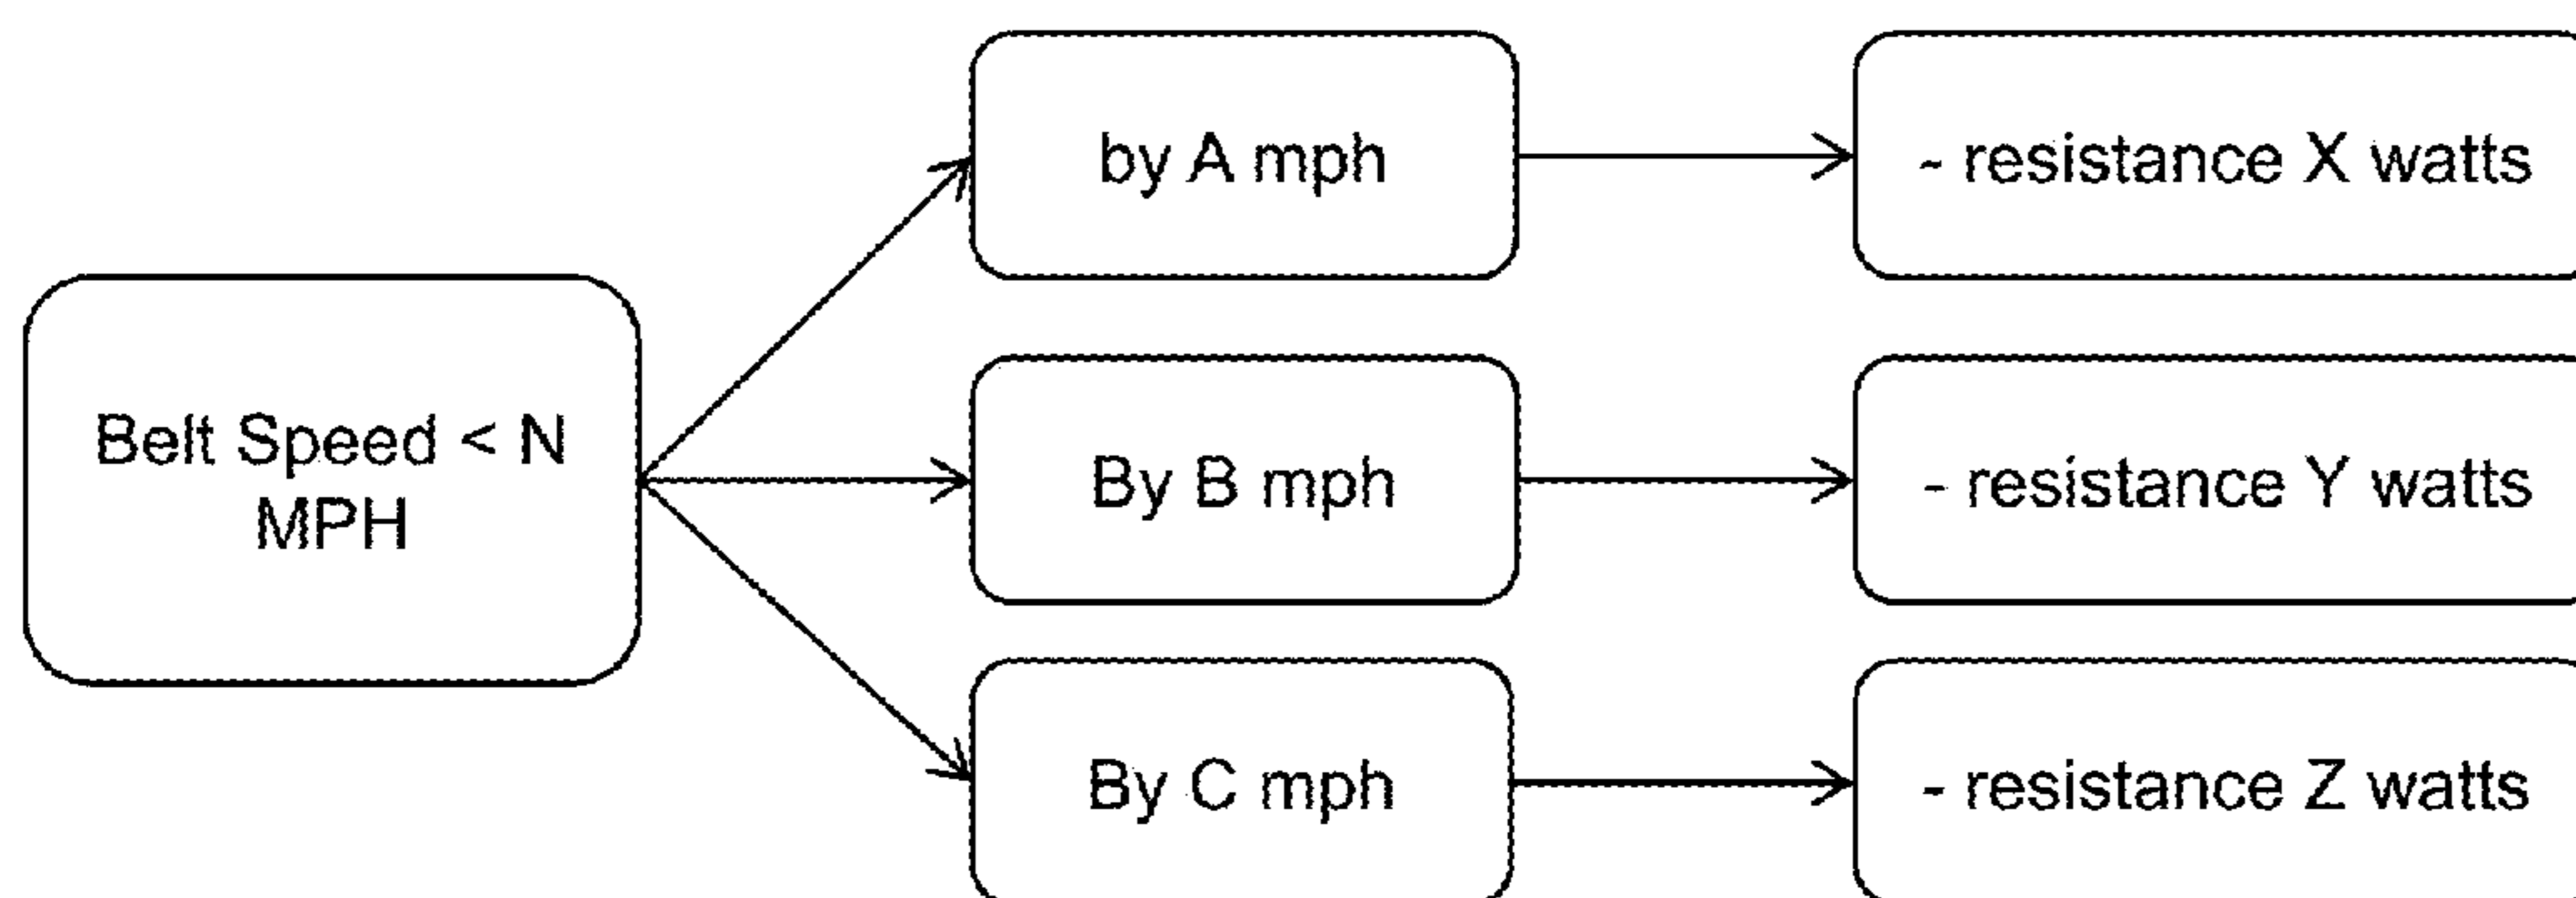 by A mph
- resistance X watts
Belt Speed < N
MPH
By B mph
- resistance Y watts
By C mph
- resistance Z watts